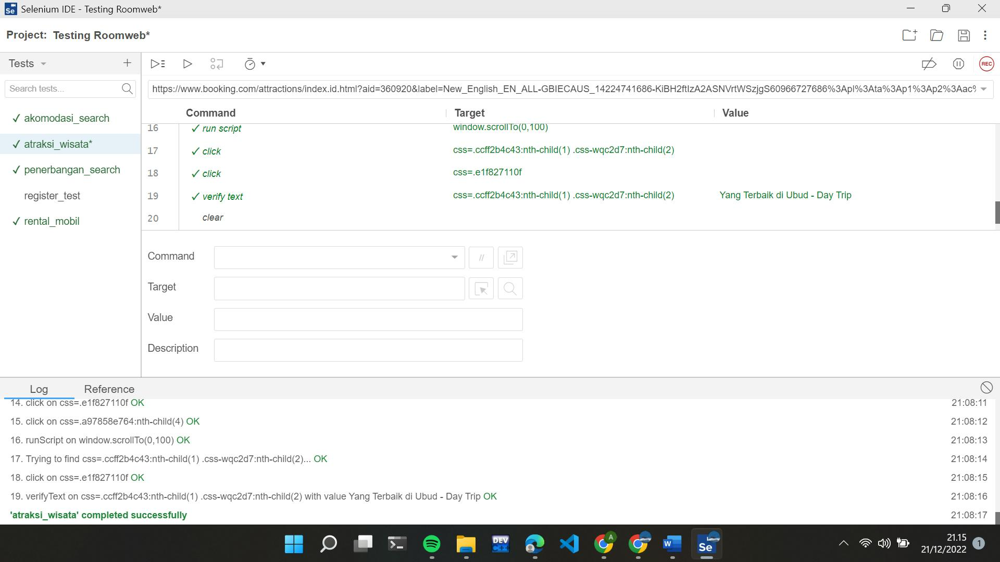 Selenium IDE - Testing Roomweb*
Project: Testing Roomweb*
Tests
Search tests...
✓ akomodasi_search
✓ atraksi_wisata*
✓ penerbangan_search
register_test
✓ rental_mobil
REC
https://www.booking.com/attractions/index.id.html?aid=360920&label=New_English_EN_ALL-GBIECAUS_14224741686-KiBH2ftIzA2ASNVrtWSzjgS60966727686%3Apl%3Ata%3Ap1%3Ap2%3Aac%
Command Target Value
16 ✓ run script window.scrollTo(0,100)
17 ✓ click css=.ccff2b4c43:nth-child(1) .css-wqc2d7:nth-child(2)
18 ✓ click css=.e1f827110f
19 ✓ verify text css=.ccff2b4c43:nth-child(1) .css-wqc2d7:nth-child(2) Yang Terbaik di Ubud - Day Trip
20 clear
Command
//
Target
Value
Description
Log Reference
14. click on css=.e1f827110f OK 21:08:11
15. click on css=.a97858e764:nth-child(4) OK 21:08:12
16. runScript on window.scrollTo(0,100) OK 21:08:13
17. Trying to find css=.ccff2b4c43:nth-child(1) .css-wqc2d7:nth-child(2)... OK 21:08:14
18. click on css=.e1f827110f OK 21:08:15
19. verifyText on css=.ccff2b4c43:nth-child(1) .css-wqc2d7:nth-child(2) with value Yang Terbaik di Ubud - Day Trip OK 21:08:16
'atraksi_wisata' completed successfully 21:08:17
DEV C++
A
W
Se
21.15
21/12/2022
1